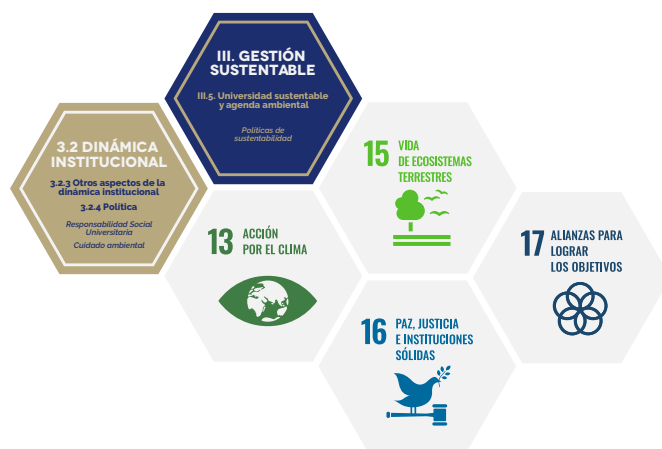 III. GESTIÓN
SUSTENTABLE
III.5. Universidad sustentable
y agenda ambiental
Políticas de
sustentabilidad
3.2 DINÁMICA
INSTITUCIONAL
3.2.3 Otros aspectos de la
dinámica institucional
3.2.4 Política
Responsabilidad Social
Universitaria
Cuidado ambiental
15 VIDA
DE ECOSISTEMAS
TERRESTRES
13 ACCIÓN
POR EL CLIMA
17 ALIANZAS PARA
LOGRAR
LOS OBJETIVOS
16 PAZ, JUSTICIA
E INSTITUCIONES
SÓLIDAS